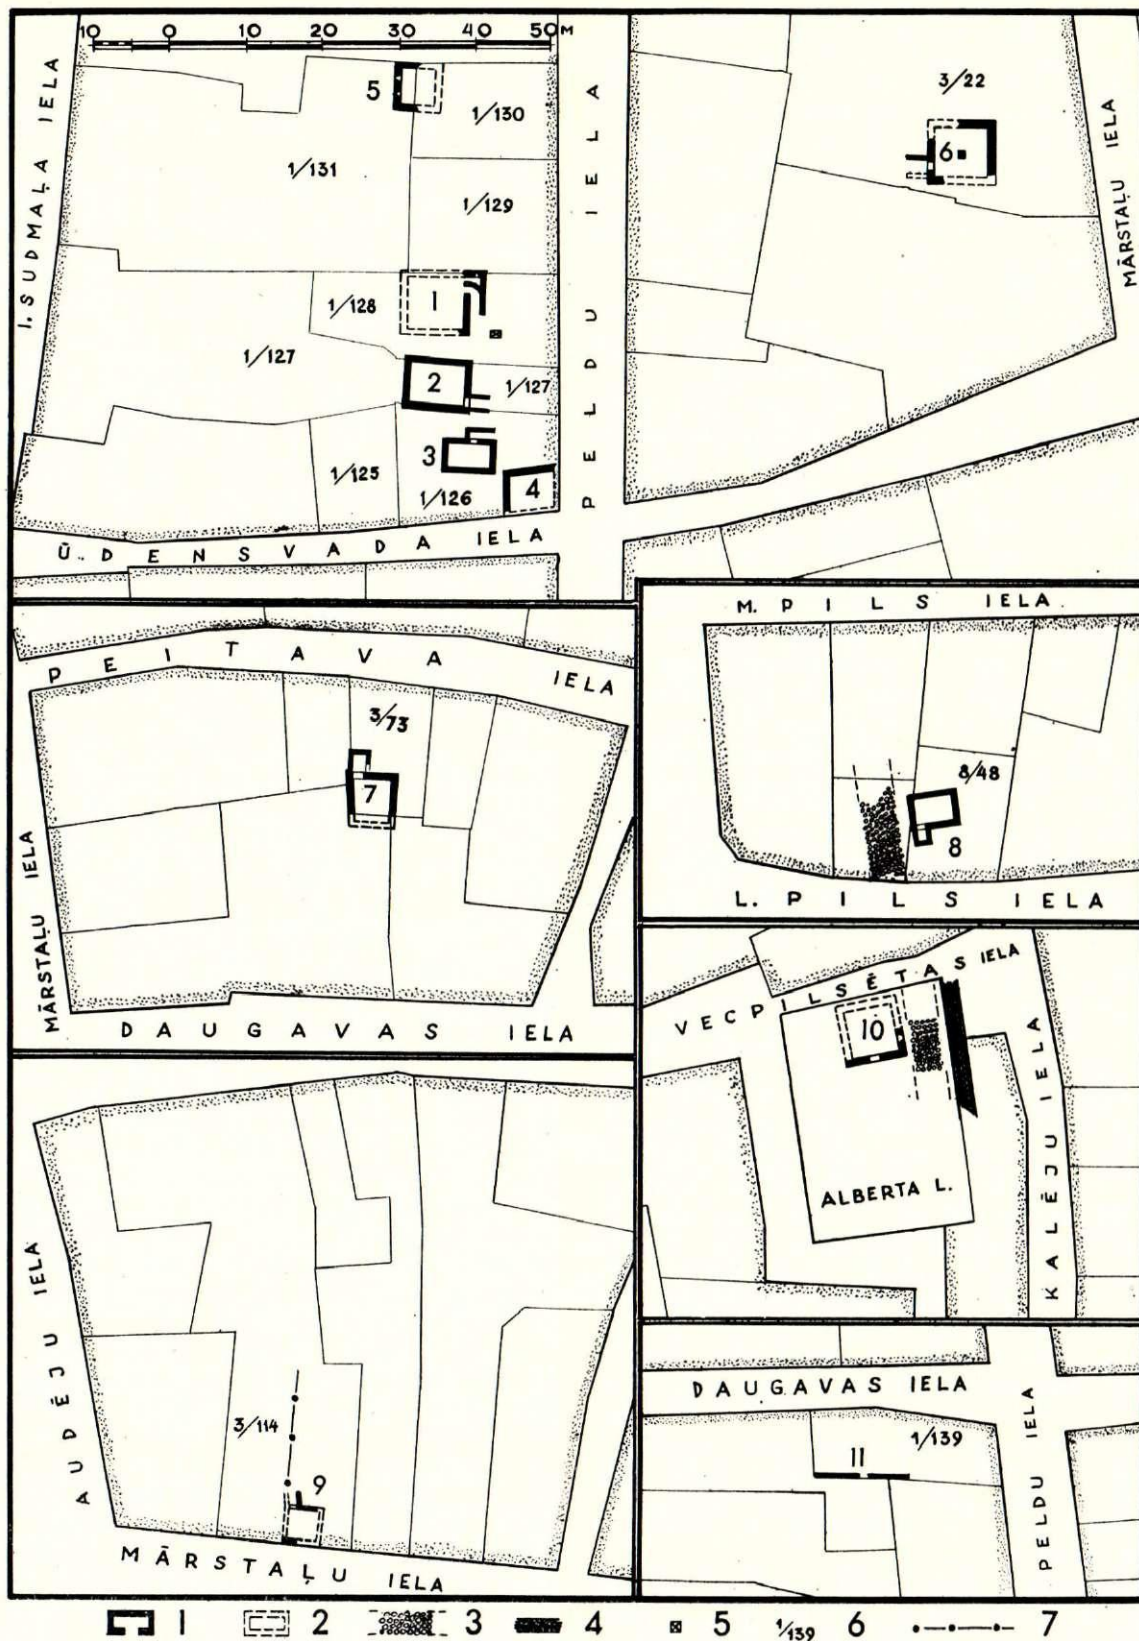 10 0 10 20 30 40 50 M
I. SUDMAĻA IELA
5
1/130
1/131
1/129
PELDU IELA
1
1/128
1/127
2
1/127
3
1/125
1/126
4
ŪDENSVADA IELA
3/22
6
MĀRSTAĻU IELA
PEITAVA IELA
3/73
7
MĀRSTAĻU IELA
DAUGAVAS IELA
M. PILS IELA
8/48
8
L. PILS IELA
VECPILSĒTAS IELA
10
ALBERTA L.
KALĒJU IELA
AUDĒJU IELA
3/114
9
MĀRSTAĻU IELA
DAUGAVAS IELA
1/139
11
PELDU IELA
1 2 3 4 5 1/139 6 7